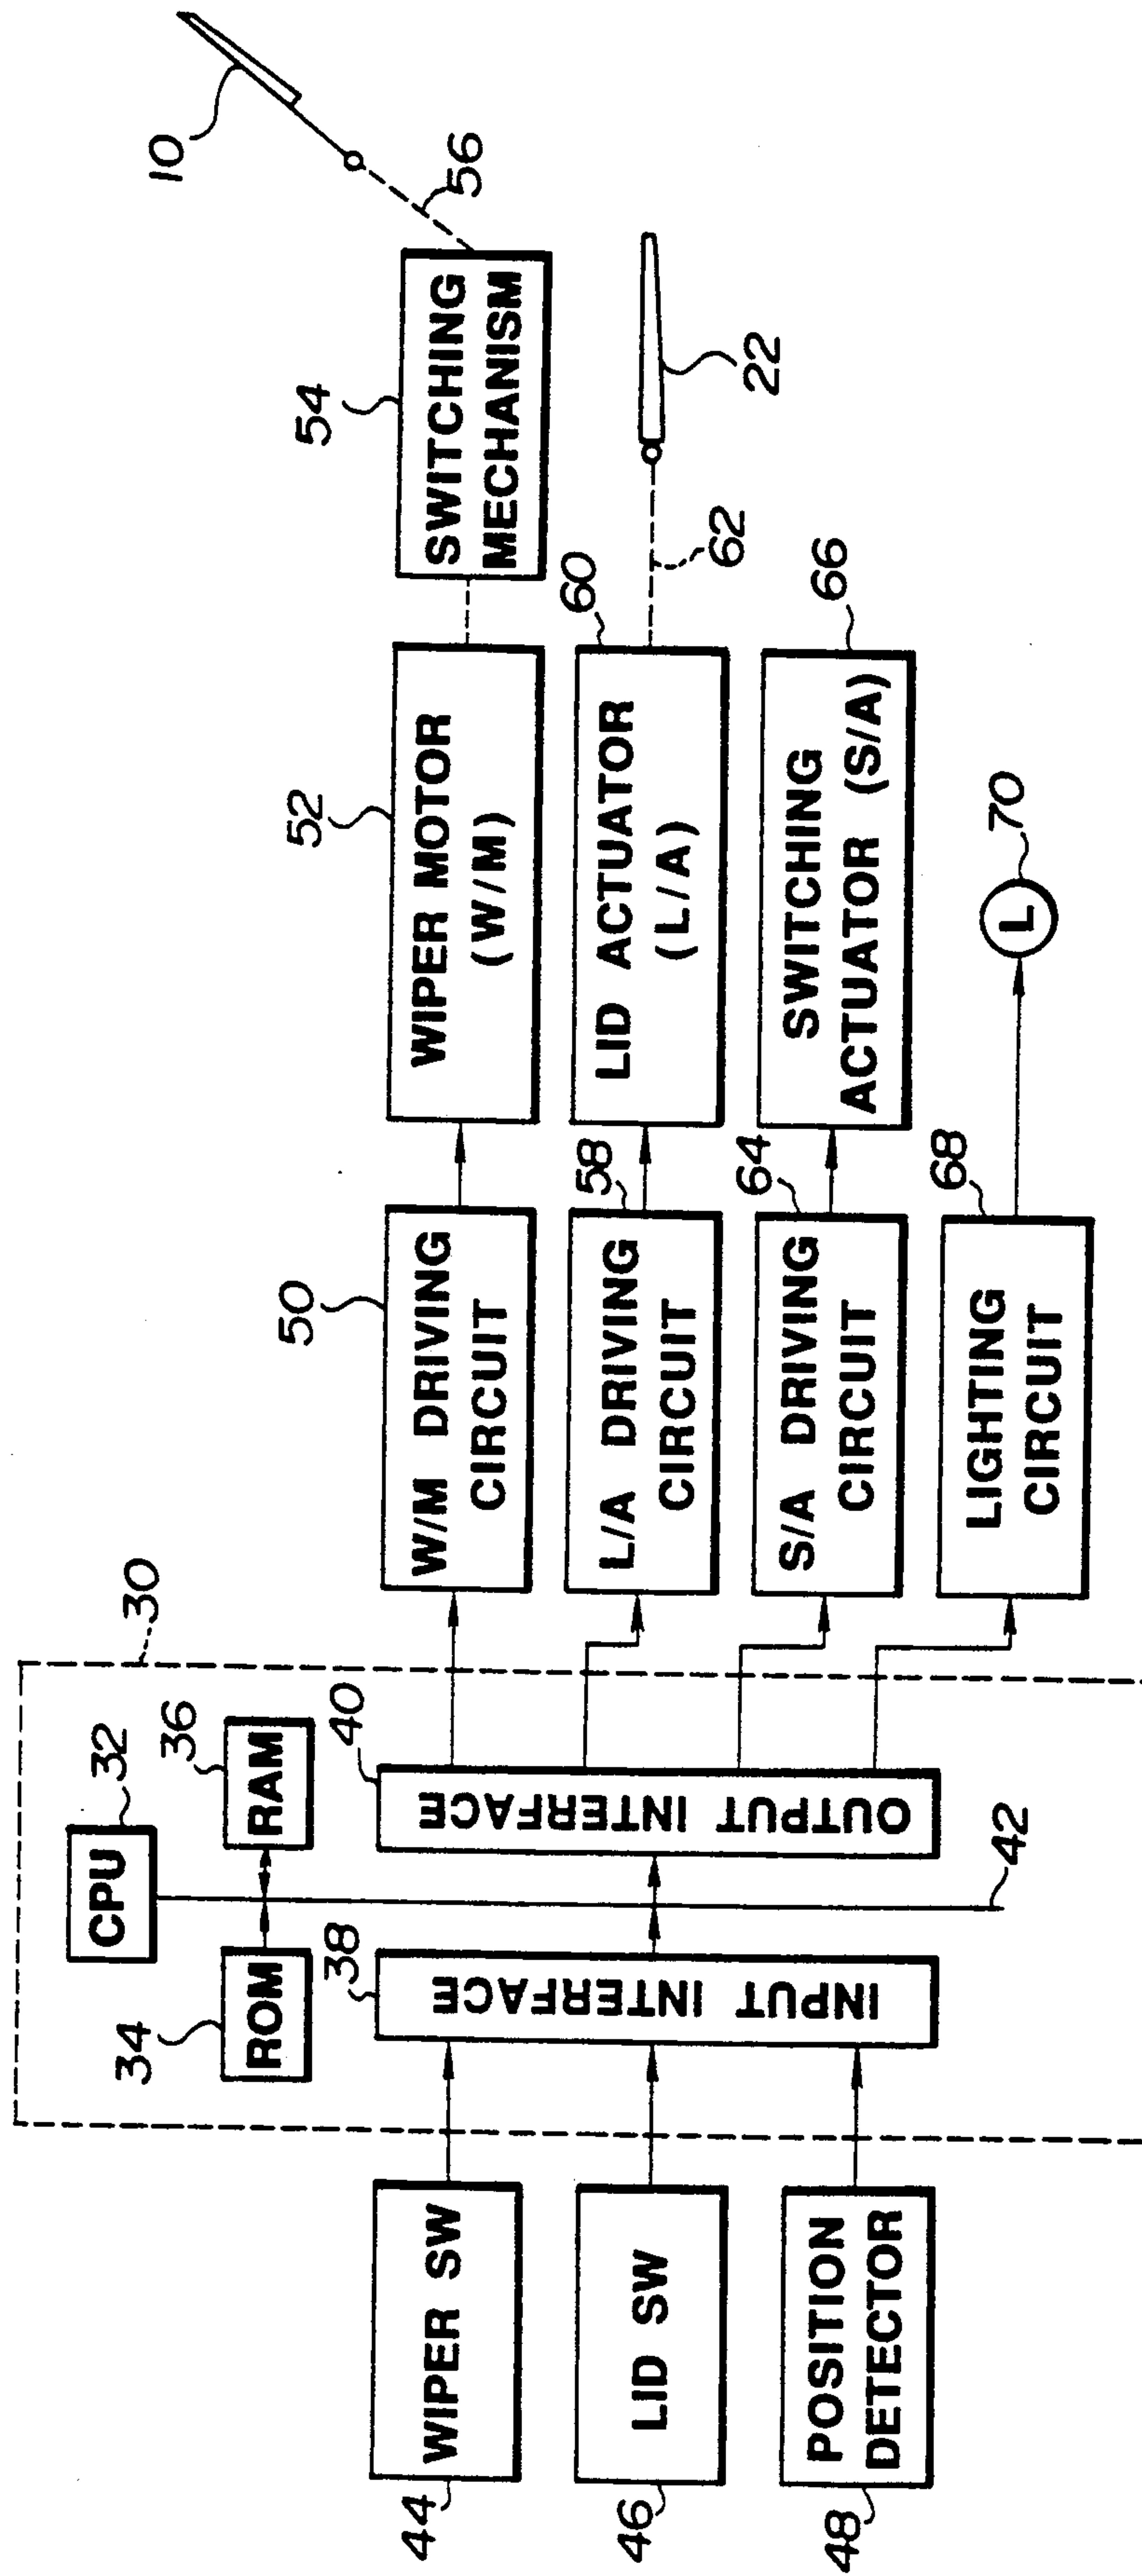 30
CPU
32
ROM
34
RAM
36
INPUT INTERFACE
38
OUTPUT INTERFACE
40
42
WIPER SW
44
LID SW
46
POSITION
DETECTOR
48
W/M DRIVING
CIRCUIT
50
WIPER MOTOR
(W/M)
52
SWITCHING
MECHANISM
54
56
10
L/A DRIVING
CIRCUIT
58
LID ACTUATOR
(L/A)
60
62
22
S/A DRIVING
CIRCUIT
64
SWITCHING
ACTUATOR (S/A)
66
LIGHTING
CIRCUIT
68
L
70